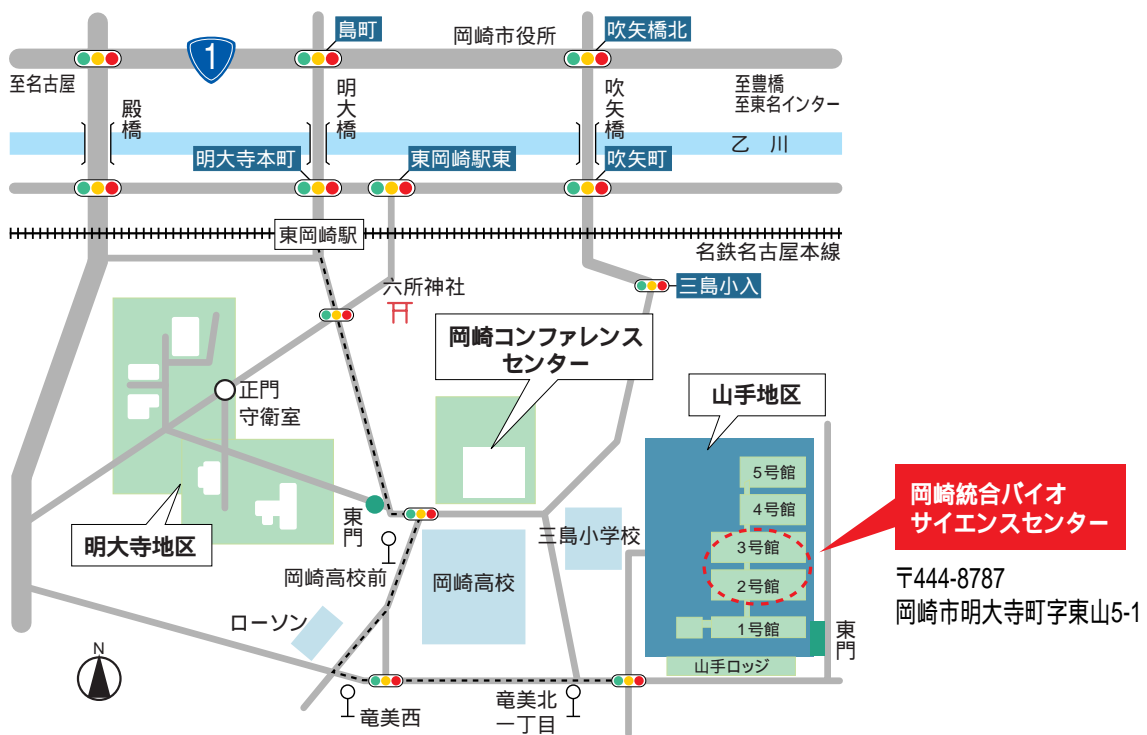 島町
岡崎市役所
吹矢橋北
1
至名古屋
殿橋
明大橋
吹矢橋
至豊橋
至東名インター
乙川
明大寺本町
東岡崎駅東
吹矢町
東岡崎駅
名鉄名古屋本線
六所神社
三島小入
岡崎コンファレンス
センター
山手地区
正門
守衛室
5号館
4号館
3号館
2号館
1号館
岡崎統合バイオ
サイエンスセンター
〒444-8787
岡崎市明大寺町字東山5-1
東門
明大寺地区
岡崎高校前
岡崎高校
三島小学校
ローソン
東門
山手ロッジ
N
竜美西
竜美北
一丁目